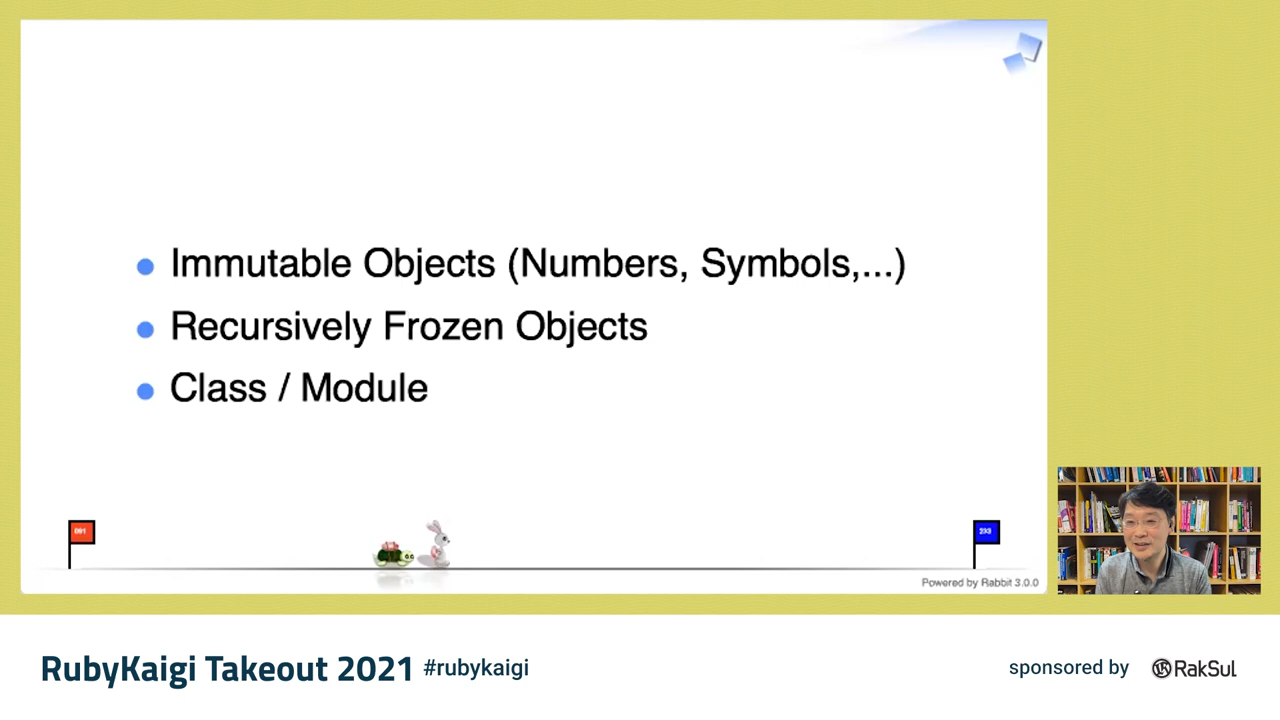 Immutable Objects (Numbers, Symbols,...)
Recursively Frozen Objects
Class / Module
Powered by Rabbit 3.0.0
RubyKaigi Takeout 2021 #rubykaigi
sponsored by RakSul